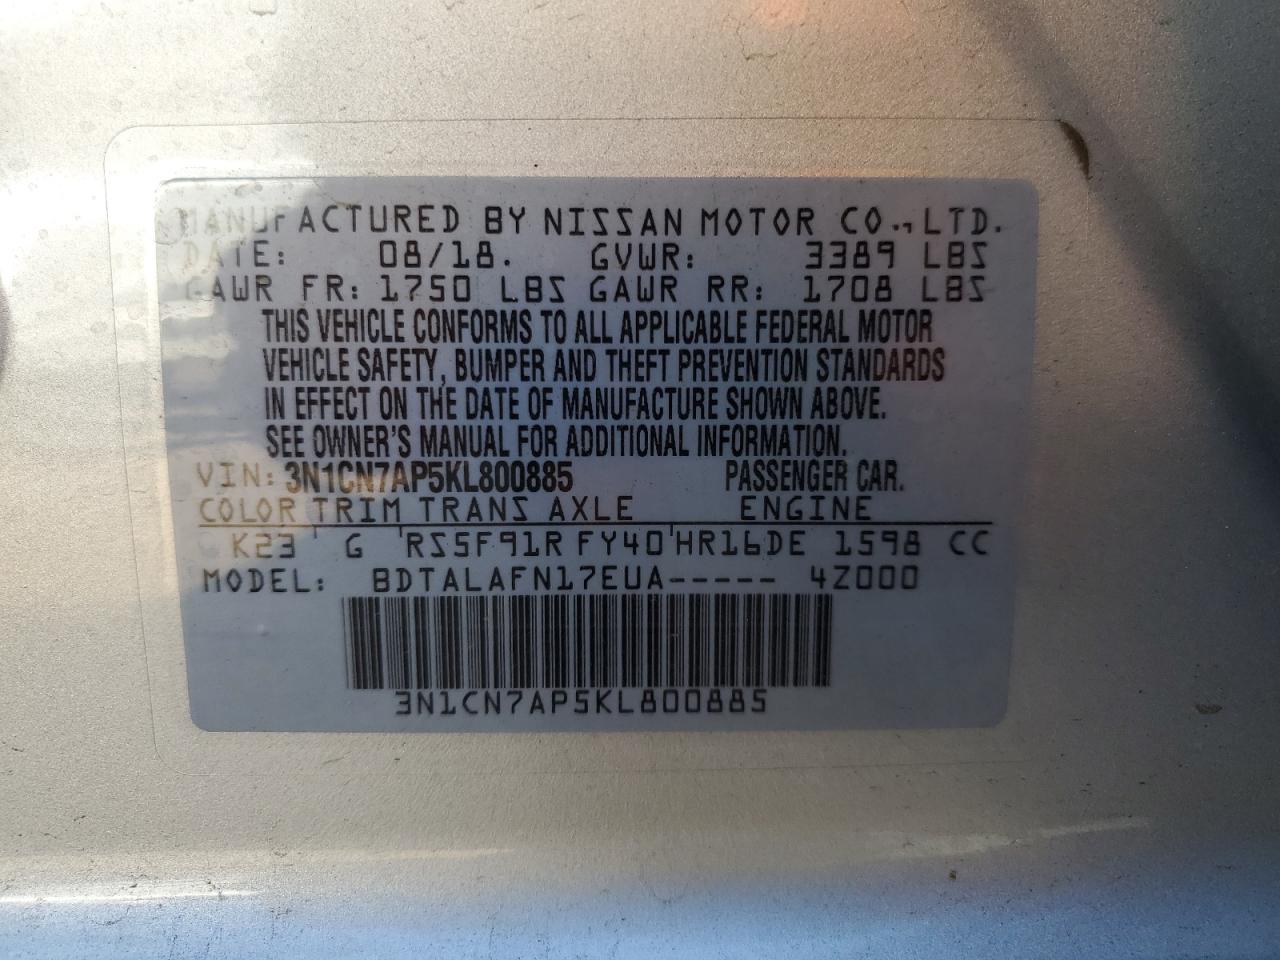 MANUFACTURED BY NISSAN MOTOR CO., LTD.
DATE: 08/18. GVWR: 3389 LBS
GAWR FR: 1750 LBS GAWR RR: 1708 LBS
THIS VEHICLE CONFORMS TO ALL APPLICABLE FEDERAL MOTOR
VEHICLE SAFETY, BUMPER AND THEFT PREVENTION STANDARDS
IN EFFECT ON THE DATE OF MANUFACTURE SHOWN ABOVE.
SEE OWNER'S MANUAL FOR ADDITIONAL INFORMATION.
VIN: 3N1CN7AP5KL800885 PASSENGER CAR.
COLOR TRIM TRANS AXLE ENGINE
K23 G RS5F91R FY40 HR16DE 1598 CC
MODEL: BDTALAFN17EUA----- 4Z000
3N1CN7AP5KL800885